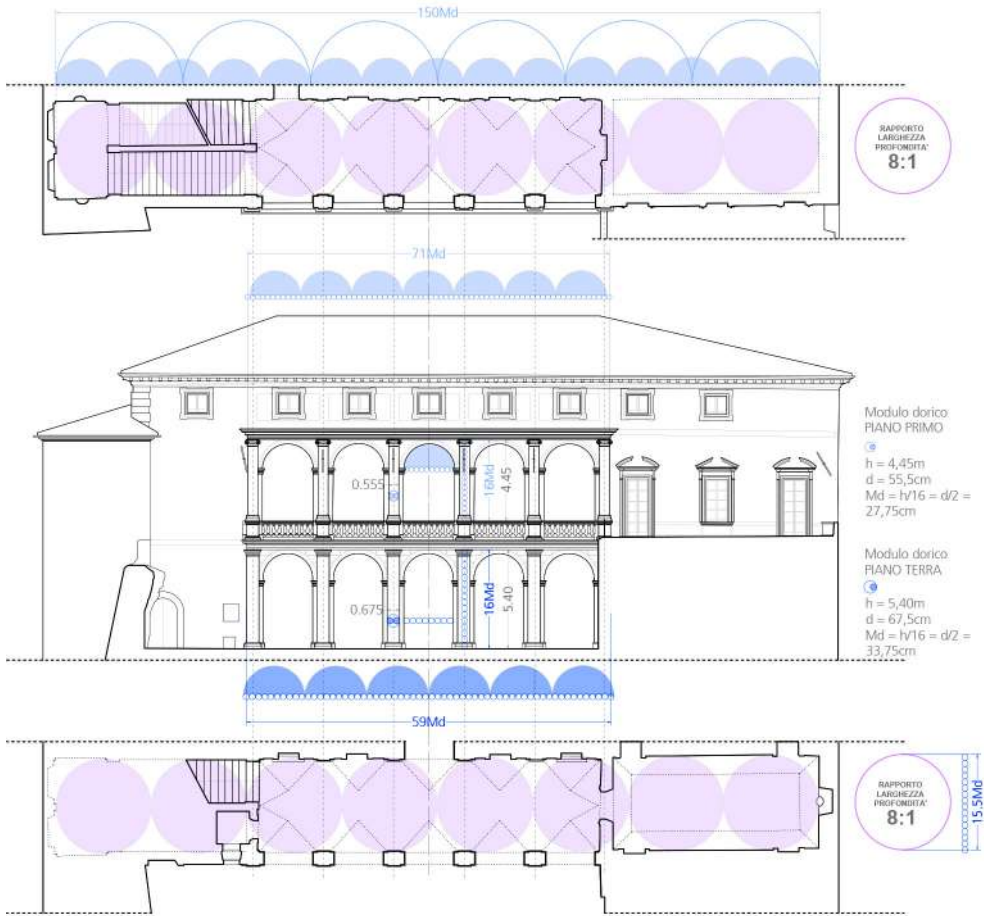 150Md
RAPPORTO
LARGHEZZA
PROFONDITA'
8:1
71Md
Modulo dorico
PIANO PRIMO
h = 4,45m
d = 55,5cm
Md = h/16 = d/2 =
27,75cm
0.555
16Md
4.45
Modulo dorico
PIANO TERRA
h = 5,40m
d = 67,5cm
Md = h/16 = d/2 =
33,75cm
0.675
16Md
5.40
59Md
RAPPORTO
LARGHEZZA
PROFONDITA'
8:1
15.5Md